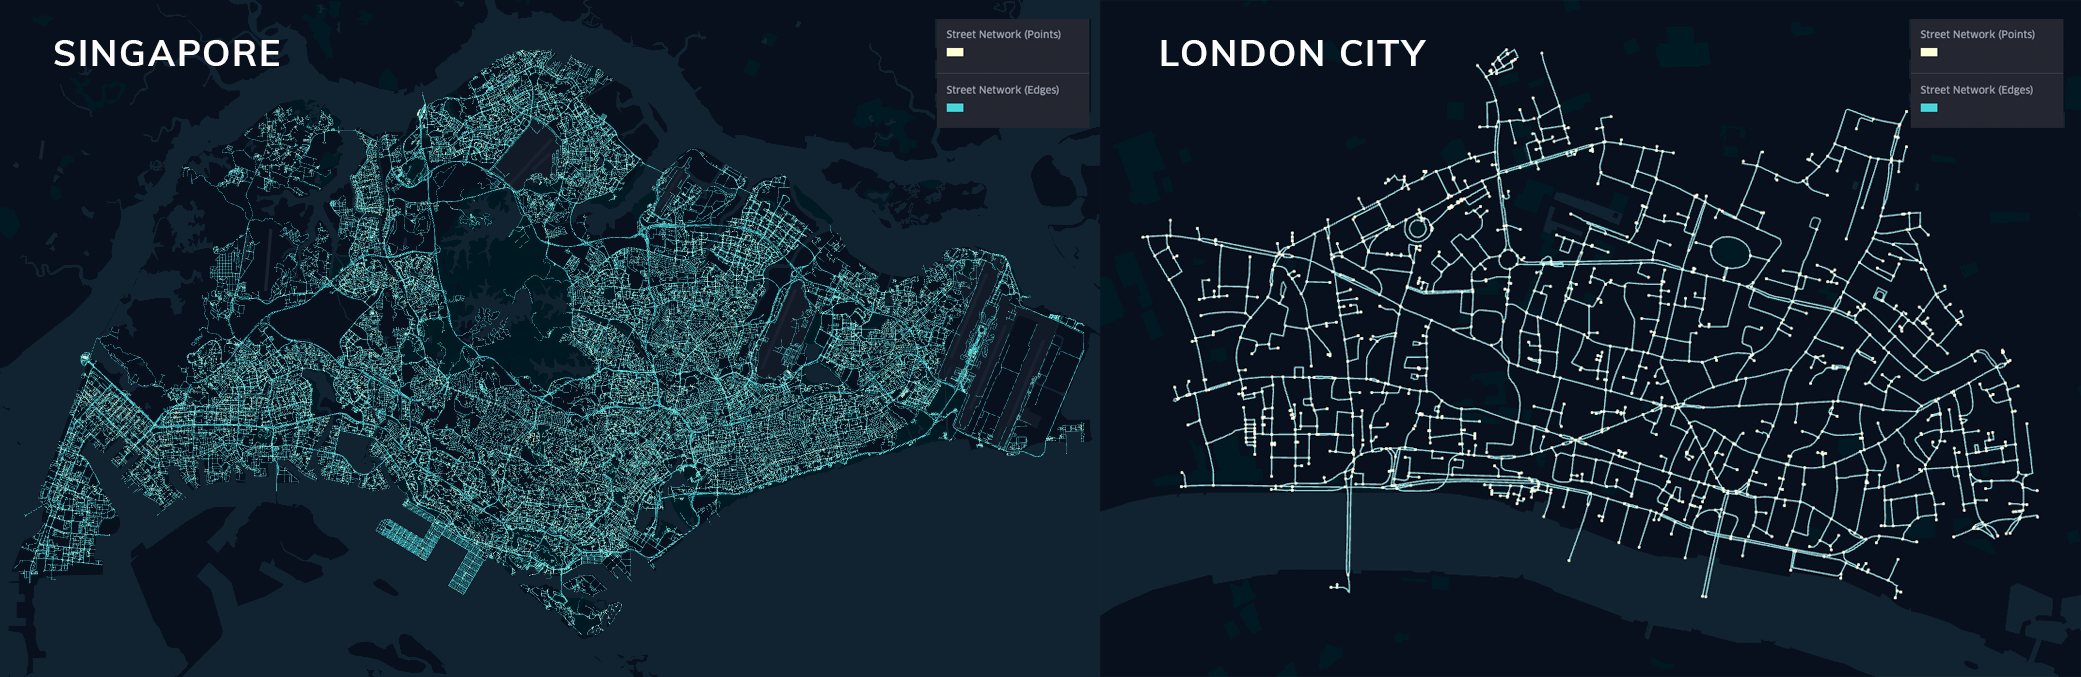 SINGAPORE
Street Network (Points)
Street Network (Edges)
LONDON CITY
Street Network (Points)
Street Network (Edges)